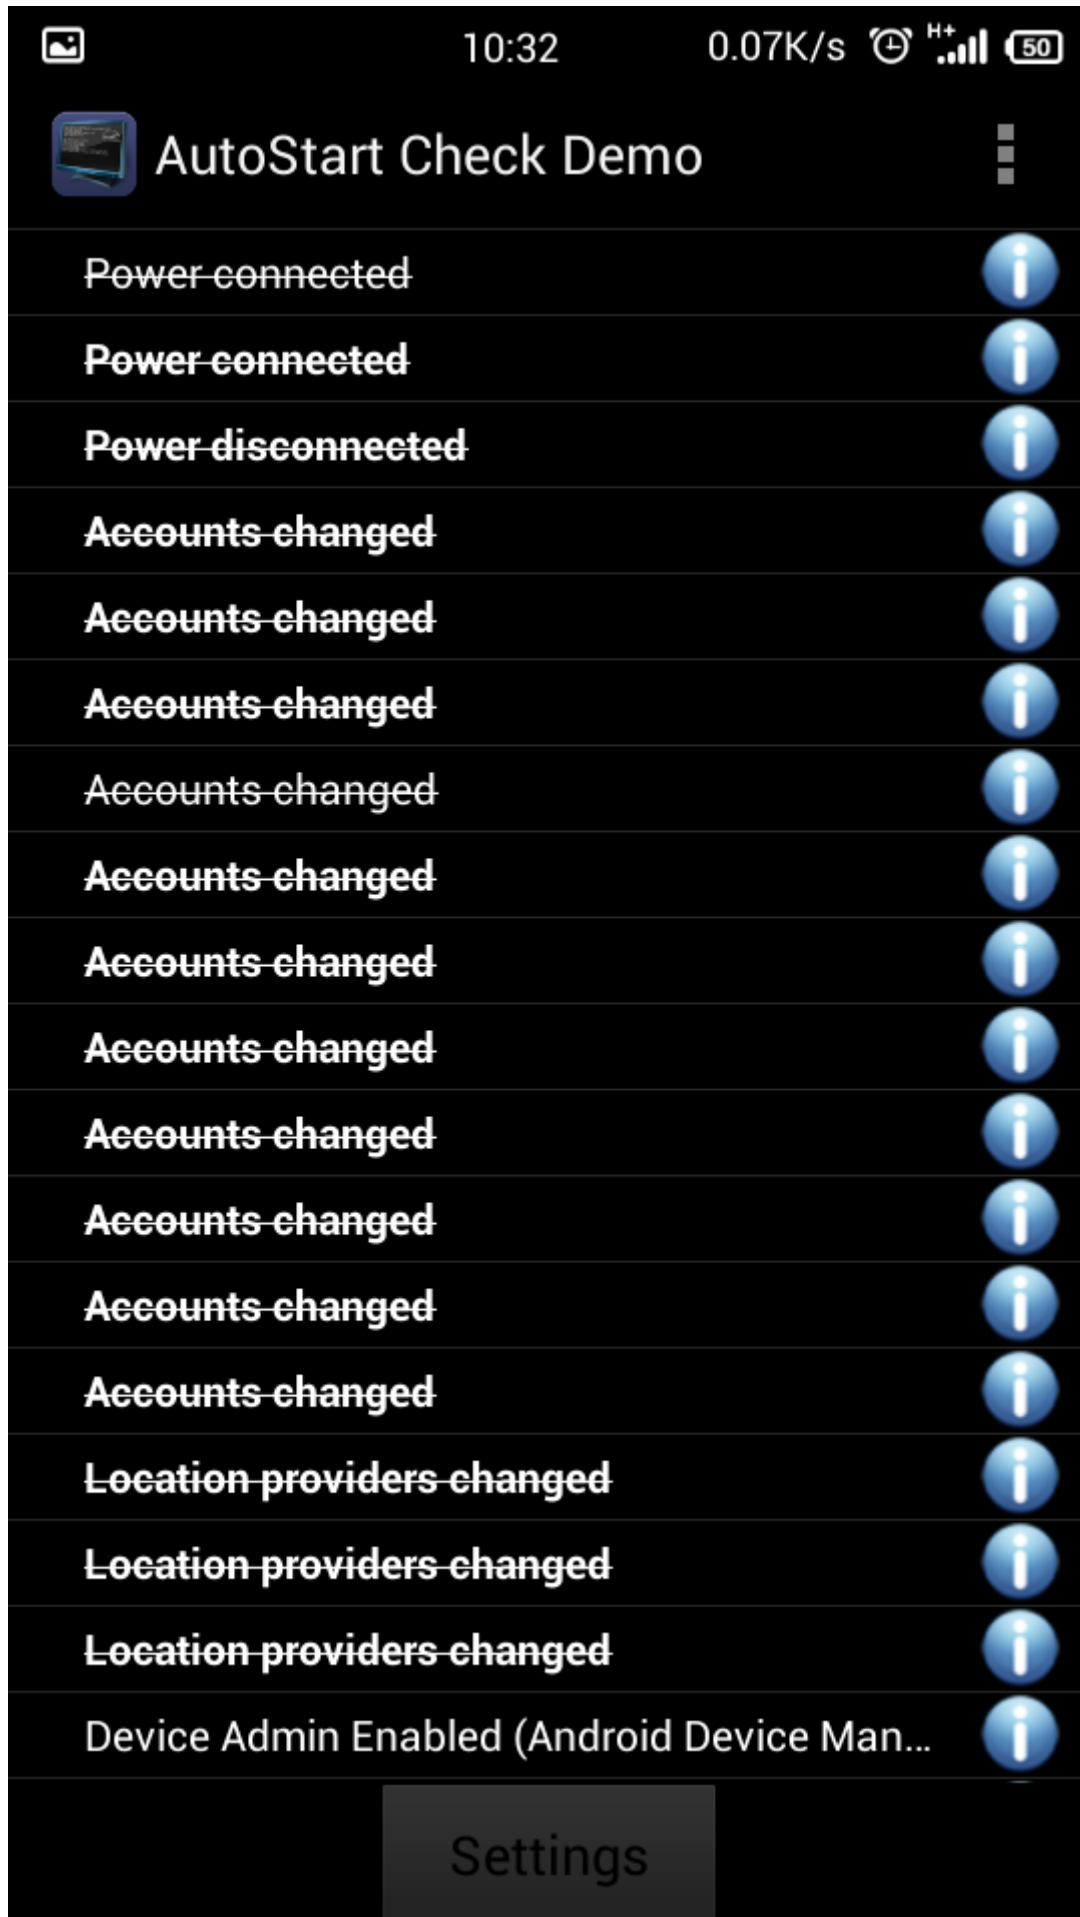 10:32 0.07K/s H+ 50
AutoStart Check Demo
Power connected
Power connected
Power disconnected
Accounts changed
Accounts changed
Accounts changed
Accounts changed
Accounts changed
Accounts changed
Accounts changed
Accounts changed
Accounts changed
Accounts changed
Accounts changed
Location providers changed
Location providers changed
Location providers changed
Device Admin Enabled (Android Device Man...
Settings